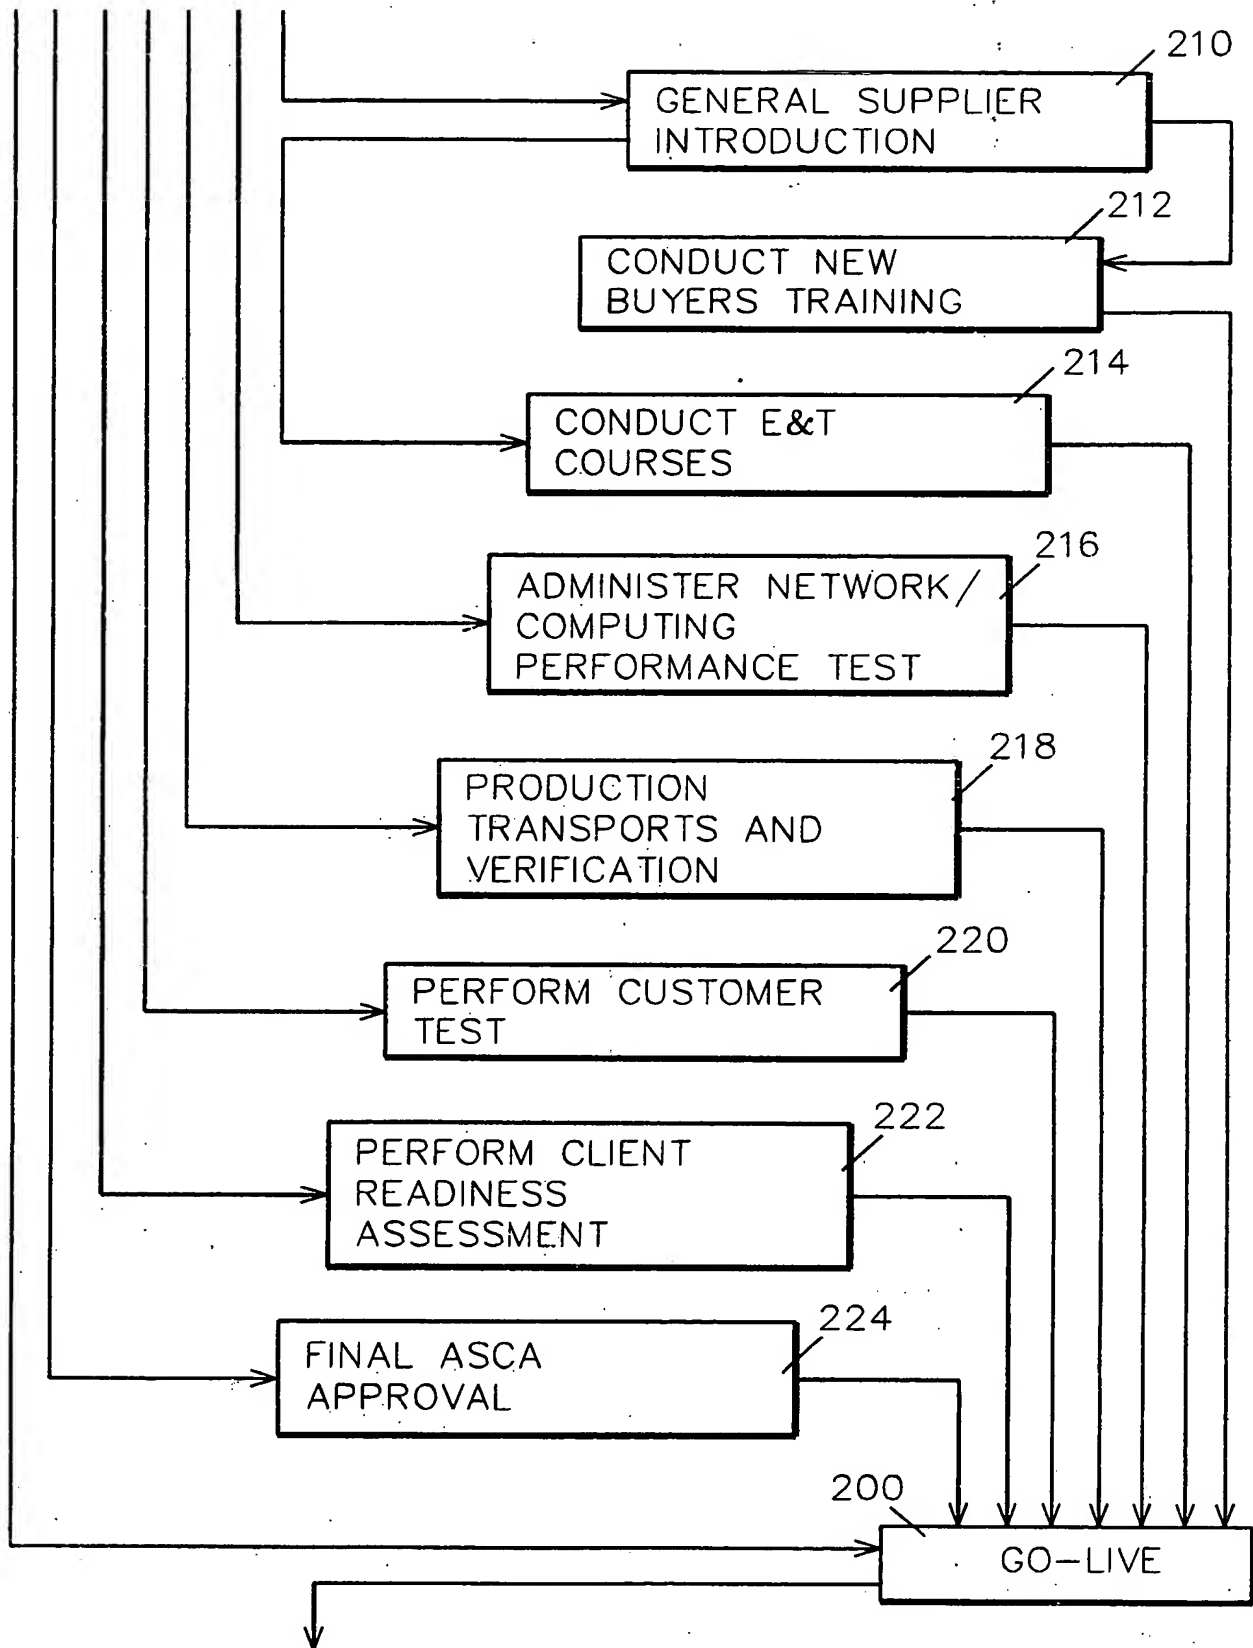 210
GENERAL SUPPLIER
INTRODUCTION
212
CONDUCT NEW
BUYERS TRAINING
214
CONDUCT E&T
COURSES
216
ADMINISTER NETWORK/
COMPUTING
PERFORMANCE TEST
218
PRODUCTION
TRANSPORTS AND
VERIFICATION
220
PERFORM CUSTOMER
TEST
222
PERFORM CLIENT
READINESS
ASSESSMENT
224
FINAL ASCA
APPROVAL
200
GO-LIVE